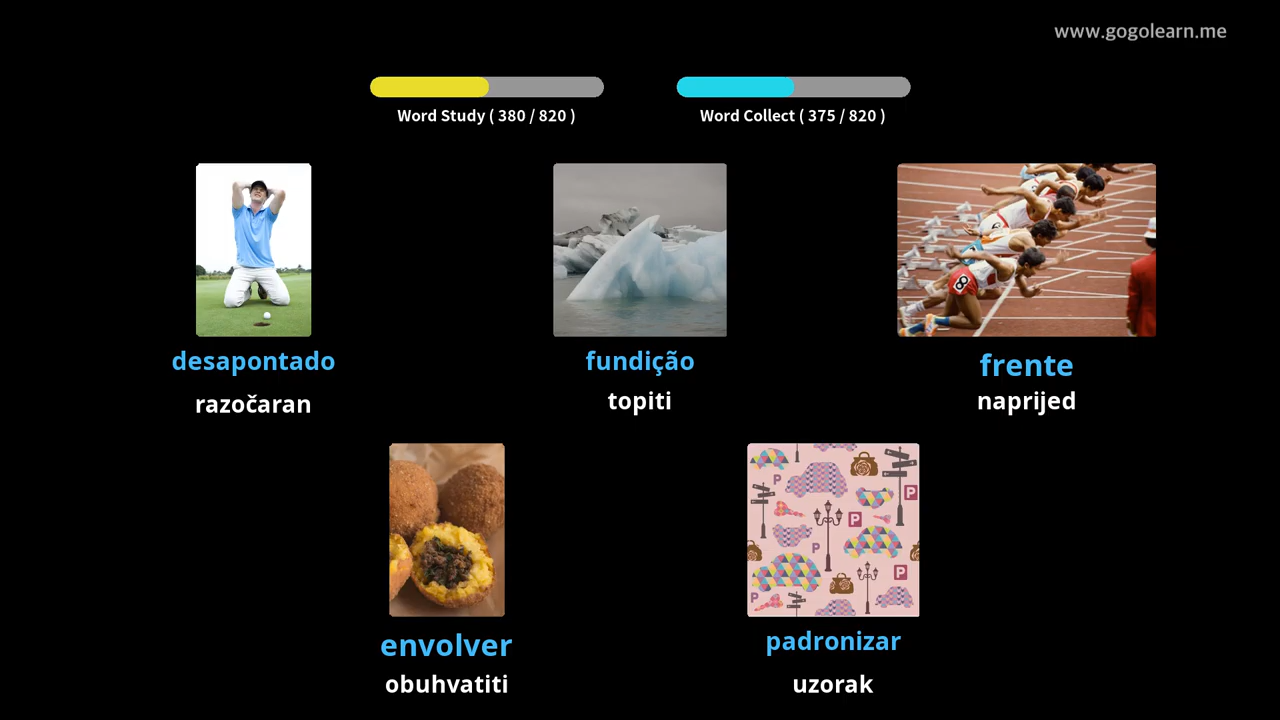 www.gogolearn.me
Word Study ( 380 / 820 )
Word Collect ( 375 / 820 )
desapontado
razočaran
fundição
topiti
frente
naprijed
envolver
obuhvatiti
padronizar
uzorak
8
P
P
P
P
P
P